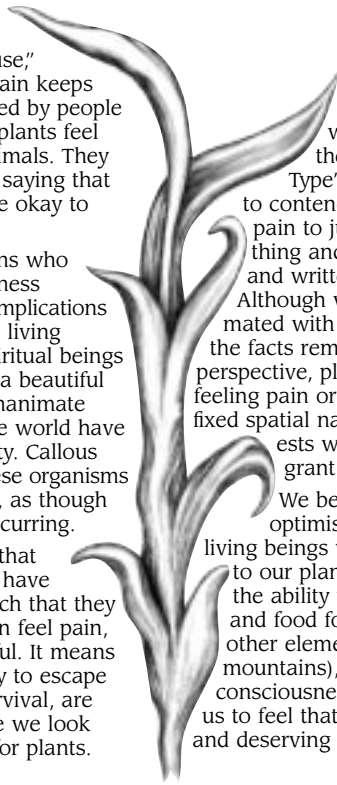 use,”
ain keeps
ed by people
plants feel
imals. They
saying that
e okay to
ns who
ness
mplications
living
iritual beings
a beautiful
nanimate
e world have
ty. Callous
ese organisms
, as though
curring.
that
have
ch that they
n feel pain,
ul. It means
y to escape
rvival, are
e we look
for plants.
w
the
Type”
to conten
pain to ju
thing and
and writte
Although w
mated with
the facts rem
perspective, pl
feeling pain or
fixed spatial na
ests w
grant
We be
optimis
living beings
to our plan
the ability
and food fo
other eleme
mountains),
consciousne
us to feel that
and deserving